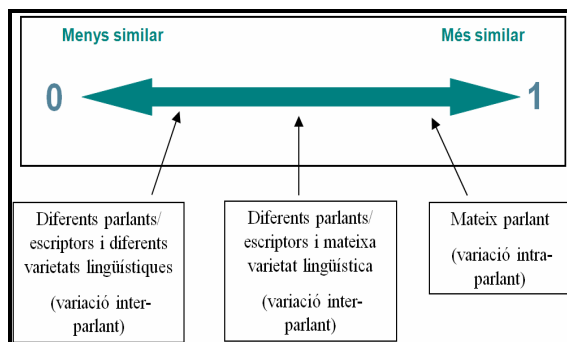 Menys similar
Més similar
0
1
Diferents parlants/
escriptors i diferents
varietats lingüístiques
(variació inter-
parlant)
Diferents parlants/
escriptors i mateixa
varietat lingüística
(variació inter-
parlant)
Mateix parlant
(variació intra-
parlant)